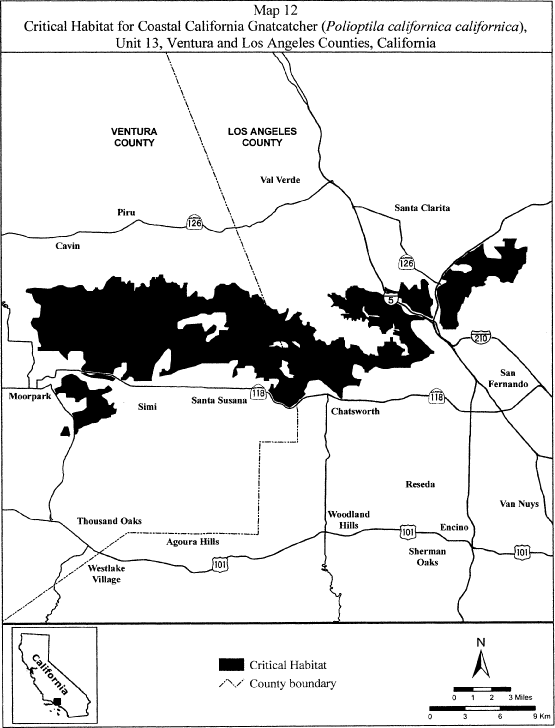 Map 12
Critical Habitat for Coastal California Gnatcatcher (Polioptila californica californica),
Unit 13, Ventura and Los Angeles Counties, California
VENTURA
COUNTY
LOS ANGELES
COUNTY
Val Verde
Piru
126
Santa Clarita
Cavin
126
5
210
San
Fernando
Moorpark
Simi
Santa Susana
118
118
Chatsworth
Reseda
Van Nuys
Woodland
Hills
Thousand Oaks
Encino
101
Agoura Hills
Sherman
Oaks
101
Westlake
Village
101
California
Critical Habitat
County boundary
N
0 1 2 3 Miles
0 3 6 9 Km